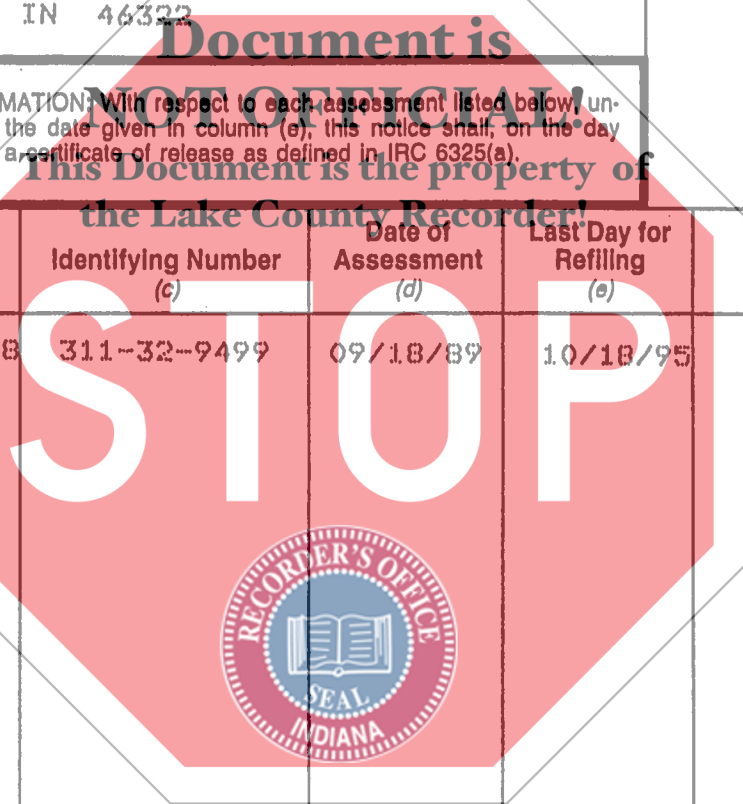 IN 46322
Document is
NOT OFFICIAL!
MATION: With respect to each assessment listed below, un-
the date given in column (e), this notice shall, on the day
a certificate of release as defined in IRC 6325(a).
This Document is the property of
the Lake County Recorder!
Identifying Number
(c)
Date of
Assessment
(d)
Last Day for
Refiling
(e)
8 311-32-9499 09/18/89 10/18/95
STOP
RECORDER'S OFFICE
SEAL
INDIANA